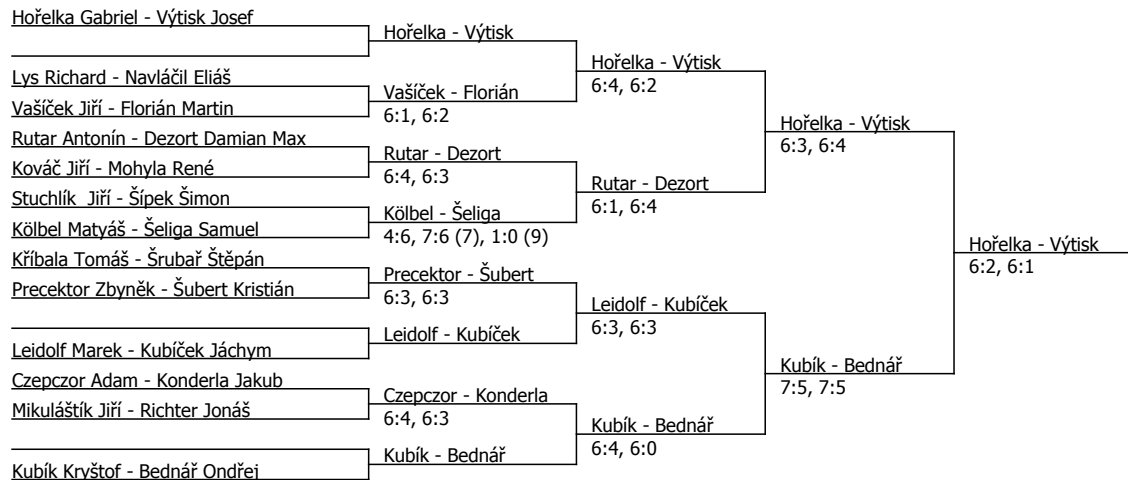 Hořelka Gabriel - Výtisk Josef
Lys Richard - Navláčil Eliáš
Vašíček Jiří - Florián Martin
Rutar Antonín - Dezort Damian Max
Kováč Jiří - Mohyla René
Stuchlík  Jiří - Šípek Šimon
Kölbel Matyáš - Šeliga Samuel
Kříbala Tomáš - Šrubař Štěpán
Precektor Zbyněk - Šubert Kristián
Leidolf Marek - Kubíček Jáchym
Czepczor Adam - Konderla Jakub
Mikuláštík Jiří - Richter Jonáš
Kubík Kryštof - Bednář Ondřej
Hořelka - Výtisk
Vašíček - Florián
6:1, 6:2
Rutar - Dezort
6:4, 6:3
Kölbel - Šeliga
4:6, 7:6 (7), 1:0 (9)
Precektor - Šubert
6:3, 6:3
Leidolf - Kubíček
Czepczor - Konderla
6:4, 6:3
Kubík - Bednář
Hořelka - Výtisk
6:4, 6:2
Rutar - Dezort
6:1, 6:4
Leidolf - Kubíček
6:3, 6:3
Kubík - Bednář
6:4, 6:0
Hořelka - Výtisk
6:3, 6:4
Kubík - Bednář
7:5, 7:5
Hořelka - Výtisk
6:2, 6:1